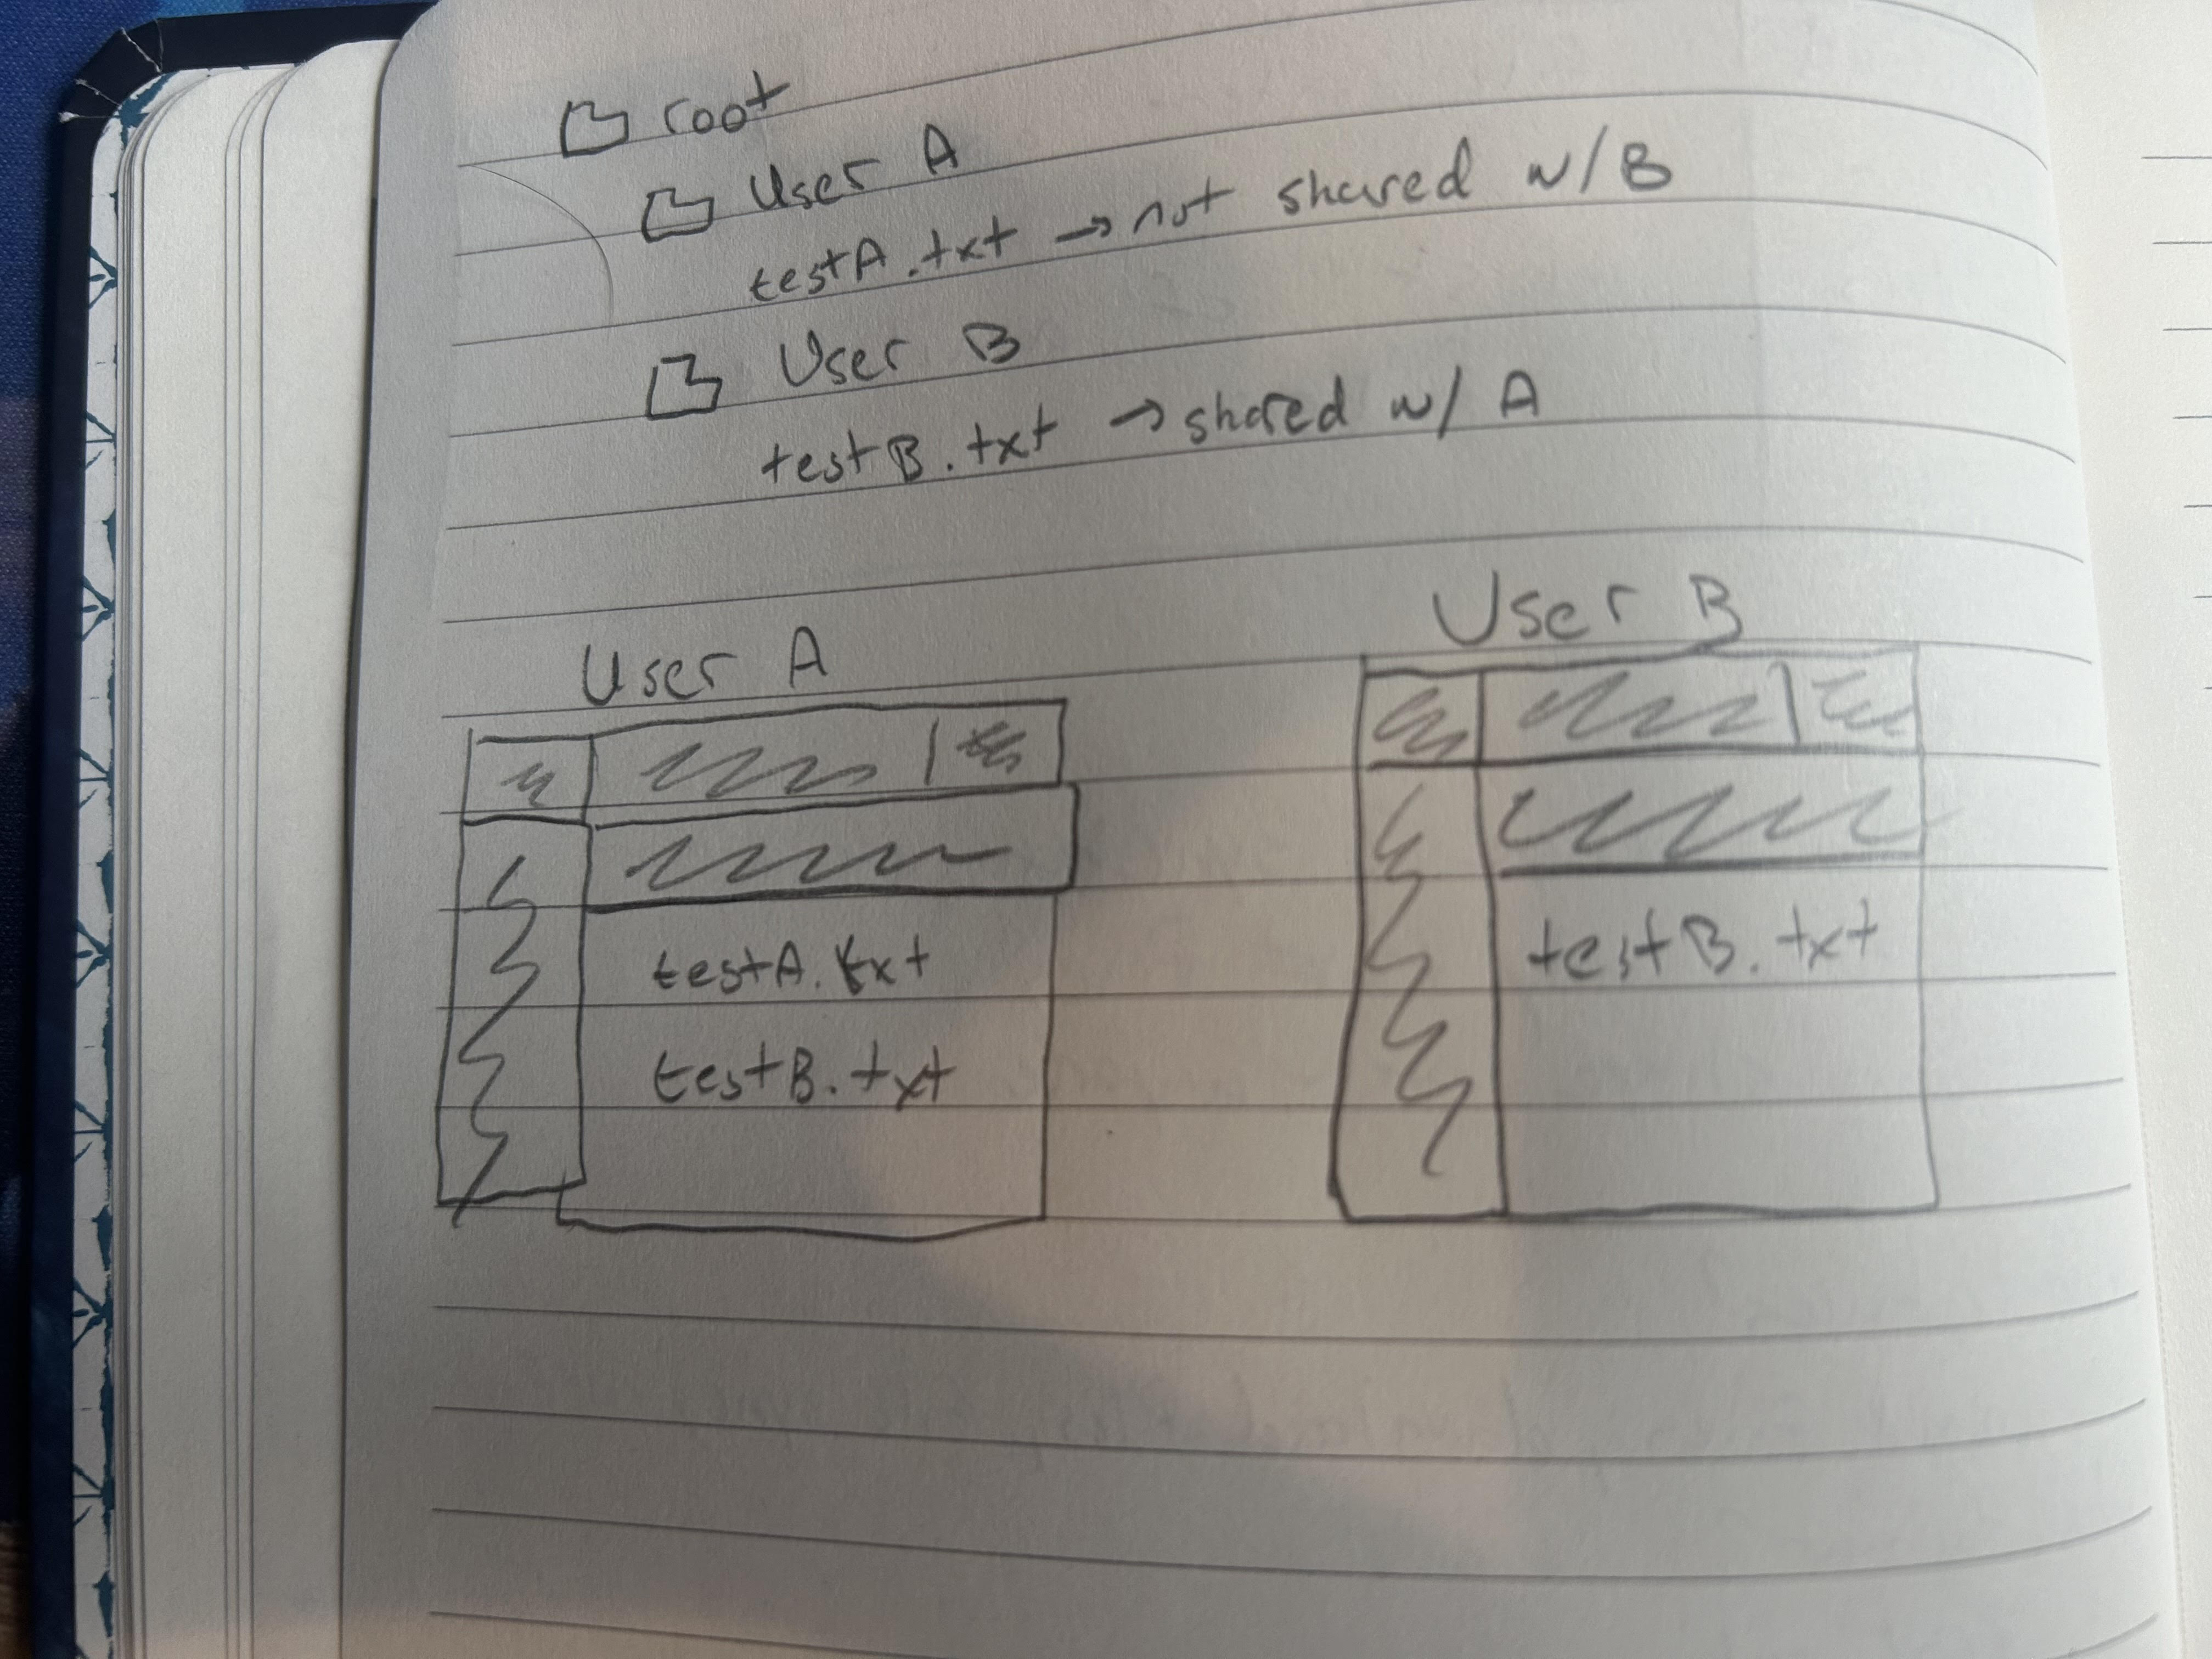 root
User A
testA.txt → not shared w/B
User B
testB.txt → shared w/ A
User A
testA.txt
testB.txt
User B
testB.txt